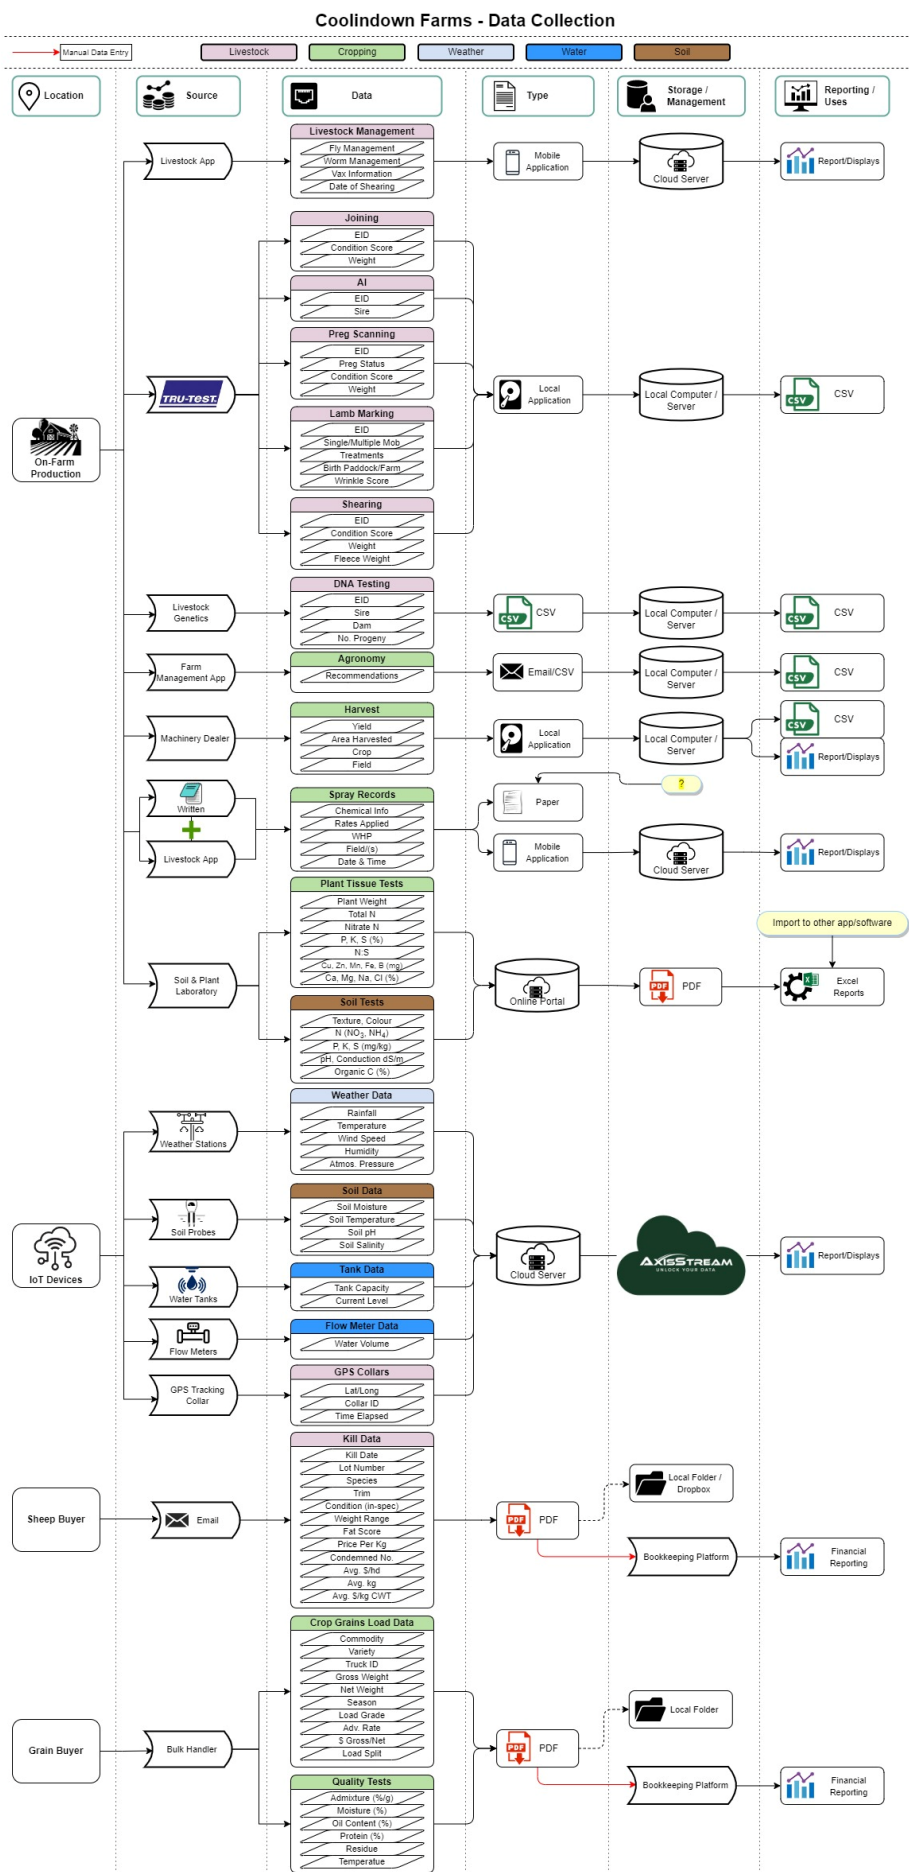 Coolindown Farms - Data Collection
Manual Data Entry
Livestock
Cropping
Weather
Water
Soil
Location
Source
Data
Type
Storage /
Management
Reporting /
Uses
Livestock App
Livestock Management
Fly Management
Worm Management
Vax Information
Date of Shearing
Mobile
Application
Cloud Server
Report/Displays
Joining
EID
Condition Score
Weight
AI
EID
Sire
Preg Scanning
EID
Preg Status
Condition Score
Weight
TRU-TEST
Local
Application
Local Computer /
Server
CSV
CSV
Lamb Marking
EID
Single/Multiple Mob
Treatments
Birth Paddock/Farm
Wrinkle Score
On-Farm
Production
Shearing
EID
Condition Score
Weight
Fleece Weight
Livestock
Genetics
DNA Testing
EID
Sire
Dam
No. Progeny
CSV
CSV
Local Computer /
Server
CSV
CSV
Farm
Management App
Agronomy
Recommendations
Email/CSV
Local Computer /
Server
CSV
CSV
Machinery Dealer
Harvest
Yield
Area Harvested
Crop
Field
Local
Application
Local Computer /
Server
CSV
CSV
Report/Displays
Written
Livestock App
Spray Records
Chemical Info
Rates Applied
WHP
Field/(s)
Date & Time
?
Paper
Mobile
Application
Cloud Server
Report/Displays
Plant Tissue Tests
Plant Weight
Total N
Nitrate N
P, K, S (%)
N:S
Cu, Zn, Mn, Fe, B (mg)
Ca, Mg, Na, Cl (%)
Soil & Plant
Laboratory
Soil Tests
Texture, Colour
N (NO3, NH4)
P, K, S (mg/kg)
pH, Conduction dS/m
Organic C (%)
Online Portal
PDF
PDF
Import to other app/software
Excel
Reports
Weather Stations
Weather Data
Rainfall
Temperature
Wind Speed
Humidity
Atmos. Pressure
Soil Probes
Soil Data
Soil Moisture
Soil Temperature
Soil pH
Soil Salinity
IoT Devices
Cloud Server
AxisStream
UNLOCK YOUR DATA
Report/Displays
Water Tanks
Tank Data
Tank Capacity
Current Level
Flow Meters
Flow Meter Data
Water Volume
GPS Tracking
Collar
GPS Collars
Lat/Long
Collar ID
Time Elapsed
Sheep Buyer
Email
Kill Data
Kill Date
Lot Number
Species
Trim
Condition (in-spec)
Weight Range
Fat Score
Price Per Kg
Condemned No.
Avg. $/hd
Avg. kg
Avg. $/kg CWT
PDF
PDF
Local Folder /
Dropbox
Bookkeeping Platform
Financial
Reporting
Grain Buyer
Bulk Handler
Crop Grains Load Data
Commodity
Variety
Truck ID
Gross Weight
Net Weight
Season
Load Grade
Adv. Rate
$ Gross/Net
Load Split
Quality Tests
Admixture (%/g)
Moisture (%)
Oil Content (%)
Protein (%)
Residue
Temperatue
PDF
PDF
Local Folder
Bookkeeping Platform
Financial
Reporting